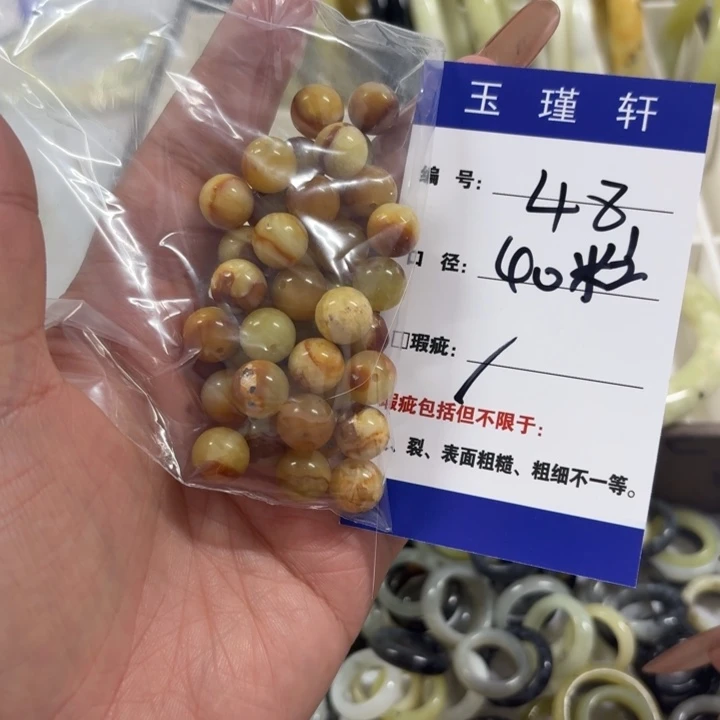 玉瑾轩
编号：48
口径：40粒
□瑕疵：/
瑕疵包括但不限于：
、裂、表面粗糙、粗细不一等。